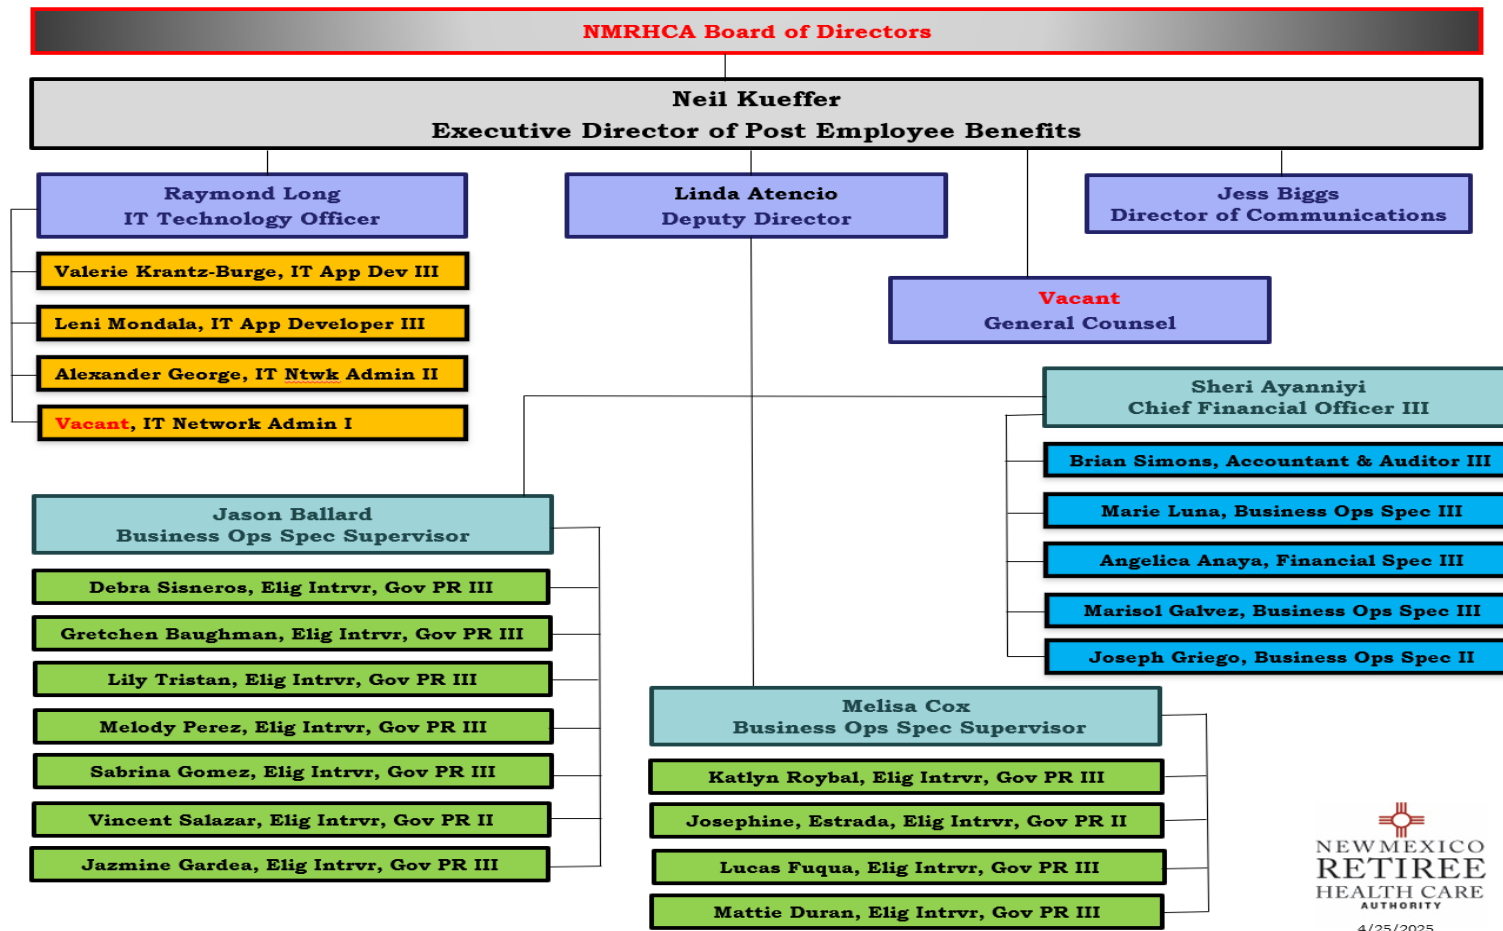 NMRHCA Board of Directors
Neil Kueffer
Executive Director of Post Employee Benefits
Raymond Long
IT Technology Officer
Linda Atencio
Deputy Director
Jess Biggs
Director of Communications
Valerie Krantz-Burge, IT App Dev III
Leni Mondala, IT App Developer III
Alexander George, IT Ntwk Admin II
Vacant, IT Network Admin I
Vacant
General Counsel
Sheri Ayanniyi
Chief Financial Officer III
Brian Simons, Accountant & Auditor III
Marie Luna, Business Ops Spec III
Angelica Anaya, Financial Spec III
Marisol Galvez, Business Ops Spec III
Joseph Griego, Business Ops Spec II
Jason Ballard
Business Ops Spec Supervisor
Debra Sisneros, Elig Intrvr, Gov PR III
Gretchen Baughman, Elig Intrvr, Gov PR III
Lily Tristan, Elig Intrvr, Gov PR III
Melody Perez, Elig Intrvr, Gov PR III
Sabrina Gomez, Elig Intrvr, Gov PR III
Vincent Salazar, Elig Intrvr, Gov PR II
Jazmine Gardea, Elig Intrvr, Gov PR III
Melisa Cox
Business Ops Spec Supervisor
Katlyn Roybal, Elig Intrvr, Gov PR III
Josephine, Estrada, Elig Intrvr, Gov PR II
Lucas Fuqua, Elig Intrvr, Gov PR III
Mattie Duran, Elig Intrvr, Gov PR III
NEW MEXICO
RETIREE
HEALTH CARE
AUTHORITY
4/25/2025